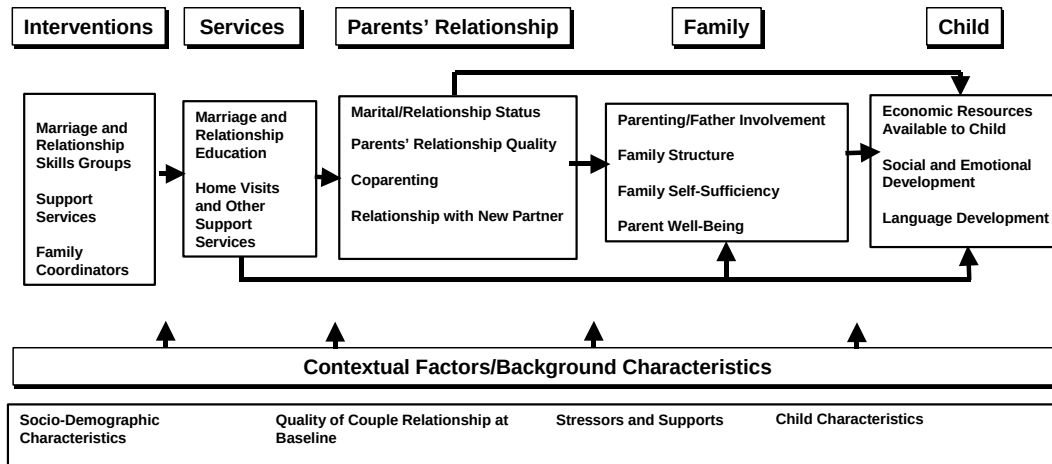 Interventions
Services
Parents' Relationship
Family
Child
Marriage and
Relationship
Skills Groups
Support
Services
Family
Coordinators
Marriage and
Relationship
Education
Home Visits
and Other
Support
Services
Marital/Relationship Status
Parents' Relationship Quality
Coparenting
Relationship with New Partner
Parenting/Father Involvement
Family Structure
Family Self-Sufficiency
Parent Well-Being
Economic Resources
Available to Child
Social and Emotional
Development
Language Development
Contextual Factors/Background Characteristics
Socio-Demographic
Characteristics
Quality of Couple Relationship at
Baseline
Stressors and Supports
Child Characteristics